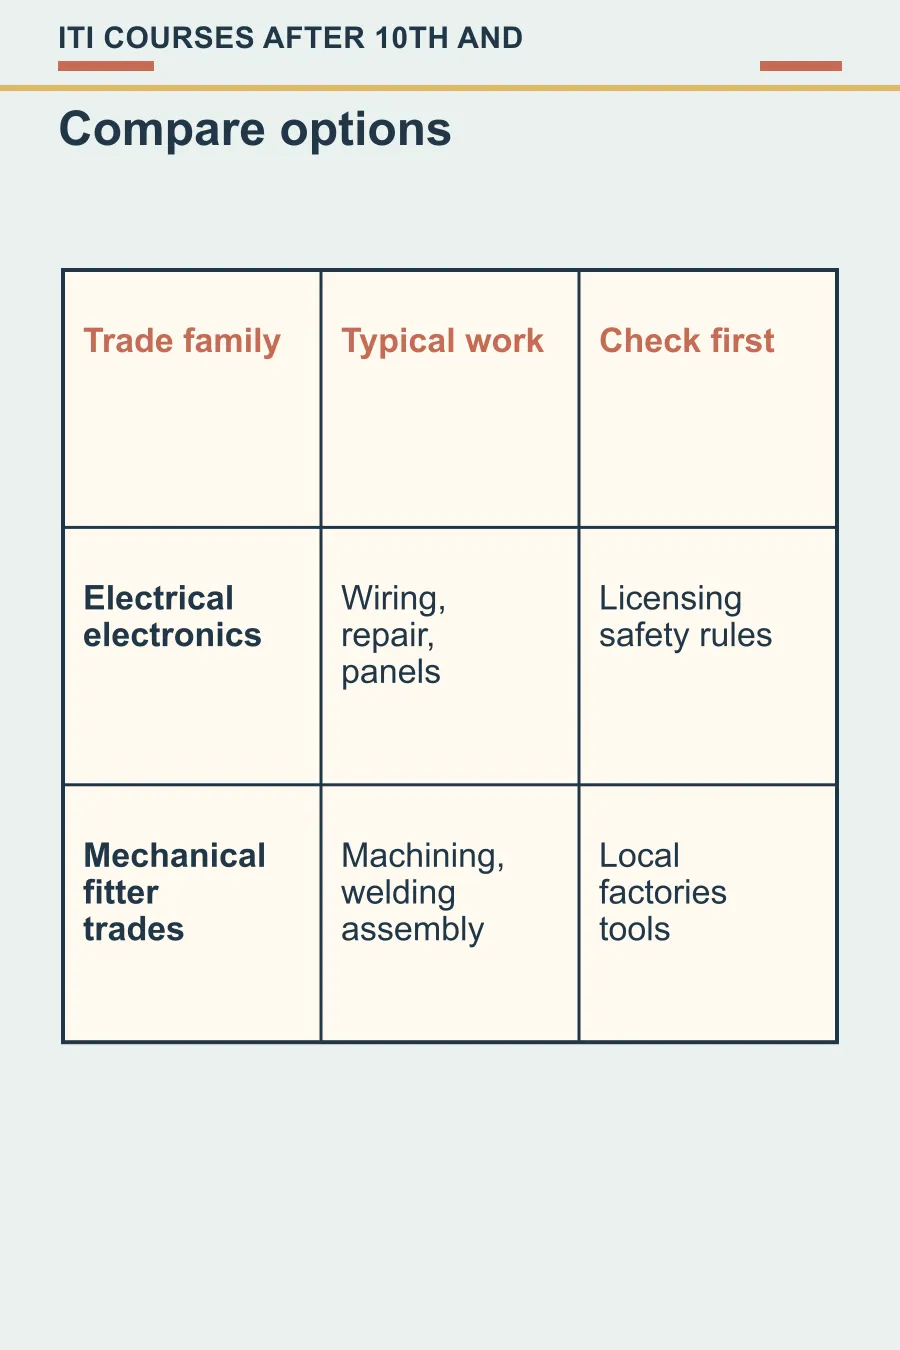 ITI COURSES AFTER 10TH AND
Compare options
Trade family
Typical work
Check first
Electrical
electronics
Wiring,
repair,
panels
Licensing
safety rules
Mechanical
fitter
trades
Machining,
welding
assembly
Local
factories
tools